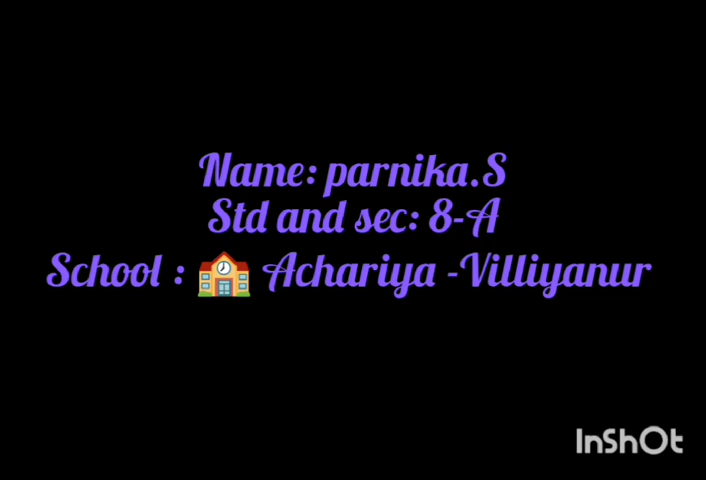 Name: parnika.S
Std and sec: 8-A
School : 🏫 Achariya -Villiyanur
InShOt